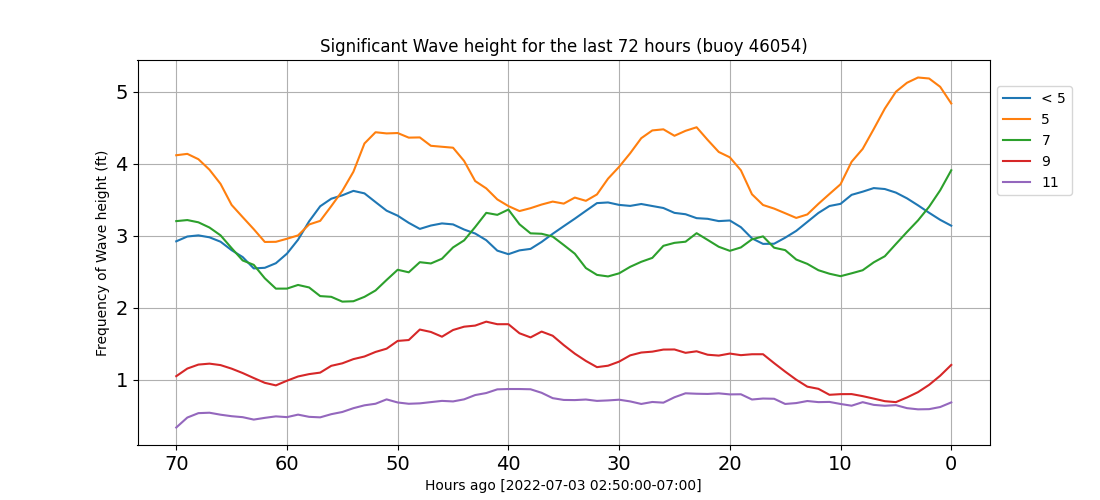 Significant Wave height for the last 72 hours (buoy 46054)
Frequency of Wave height (ft)
5
4
3
2
1
70 60 50 40 30 20 10 0
Hours ago [2022-07-03 02:50:00-07:00]
< 5
5
7
9
11